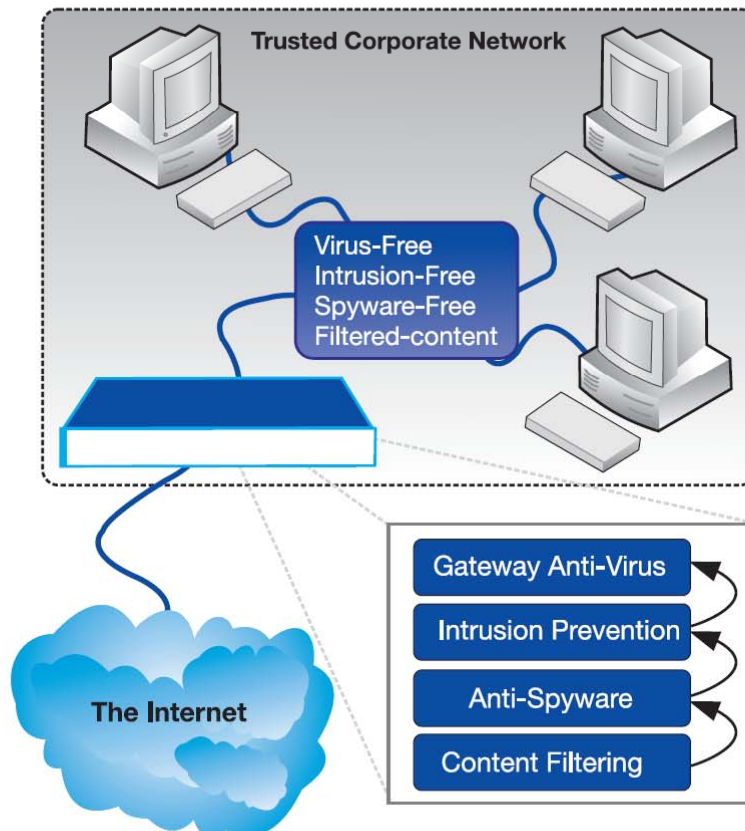 Trusted Corporate Network
Virus-Free
Intrusion-Free
Spyware-Free
Filtered-content
The Internet
Gateway Anti-Virus
Intrusion Prevention
Anti-Spyware
Content Filtering